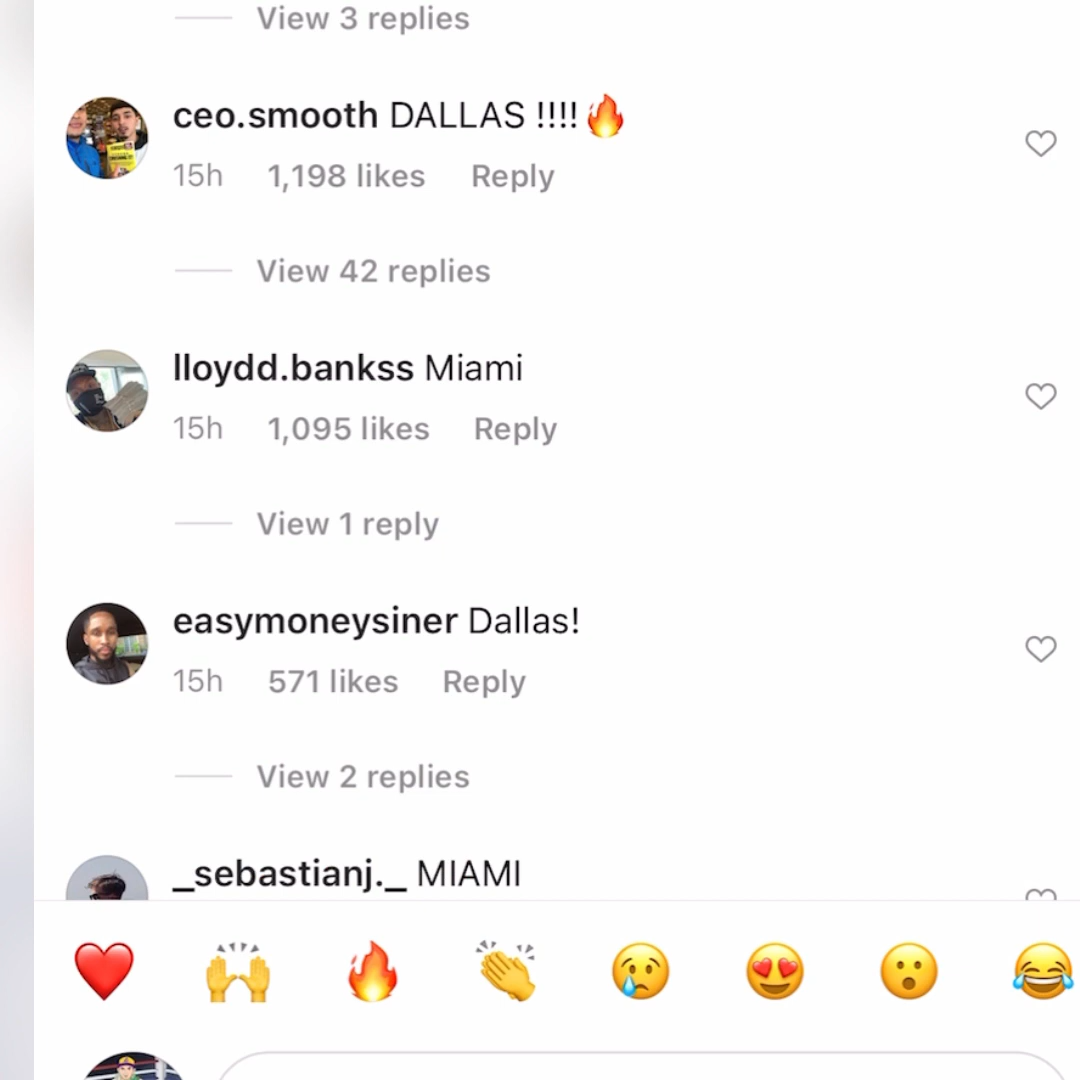 View 3 replies
ceo.smooth DALLAS !!!!🔥
15h 1,198 likes Reply
View 42 replies
lloydd.bankss Miami
15h 1,095 likes Reply
View 1 reply
easymoneysiner Dallas!
15h 571 likes Reply
View 2 replies
_sebastianj._ MIAMI